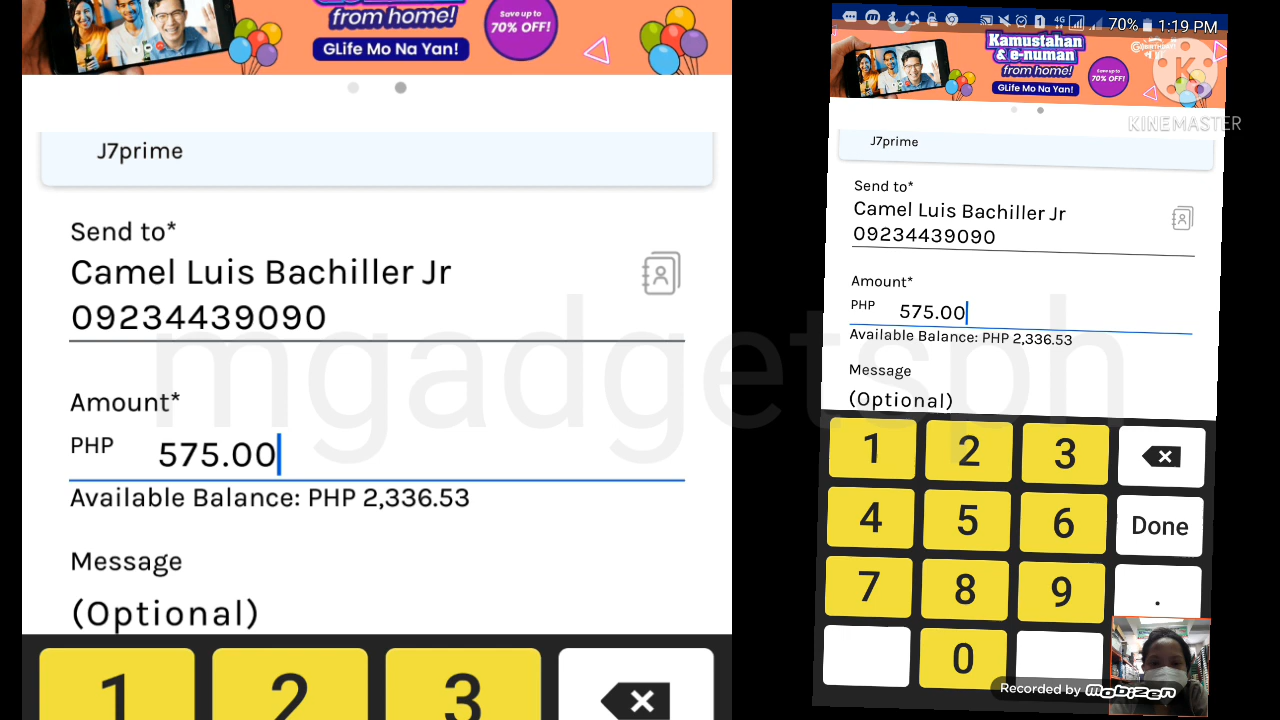 from home!
GLife Mo Na Yan!
Save up to
70% OFF!
J7prime
Send to*
Camel Luis Bachiller Jr
09234439090
Amount*
PHP 575.00
Available Balance: PHP 2,336.53
Message
(Optional)
1 2 3
mgadgetsph
4G 70% 1:19 PM
Kamustahan
& e-numan
from home!
GLife Mo Na Yan!
Save up to
70% OFF!
K
KINEMASTER
J7prime
Send to*
Camel Luis Bachiller Jr
09234439090
Amount*
PHP 575.00
Available Balance: PHP 2,336.53
Message
(Optional)
1 2 3
4 5 6 Done
7 8 9 .
0
Recorded by mobizen